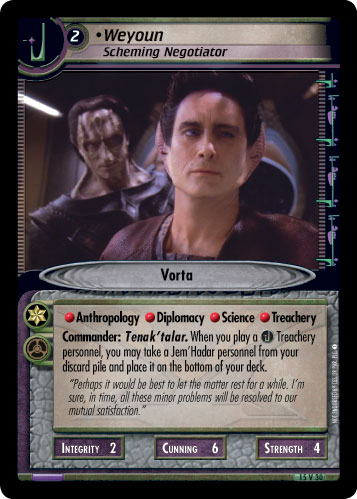 2
•Weyoun
Scheming Negotiator
Vorta
Anthropology Diplomacy Science Treachery
Commander: Tenak'talar. When you play a Treachery
personnel, you may take a Jem'Hadar personnel from your
discard pile and place it on the bottom of your deck.
"Perhaps it would be best to let the matter rest for a while. I'm
sure, in time, all these minor problems will be resolved to our
mutual satisfaction."
INTEGRITY 2 CUNNING 6 STRENGTH 4
15 V 30